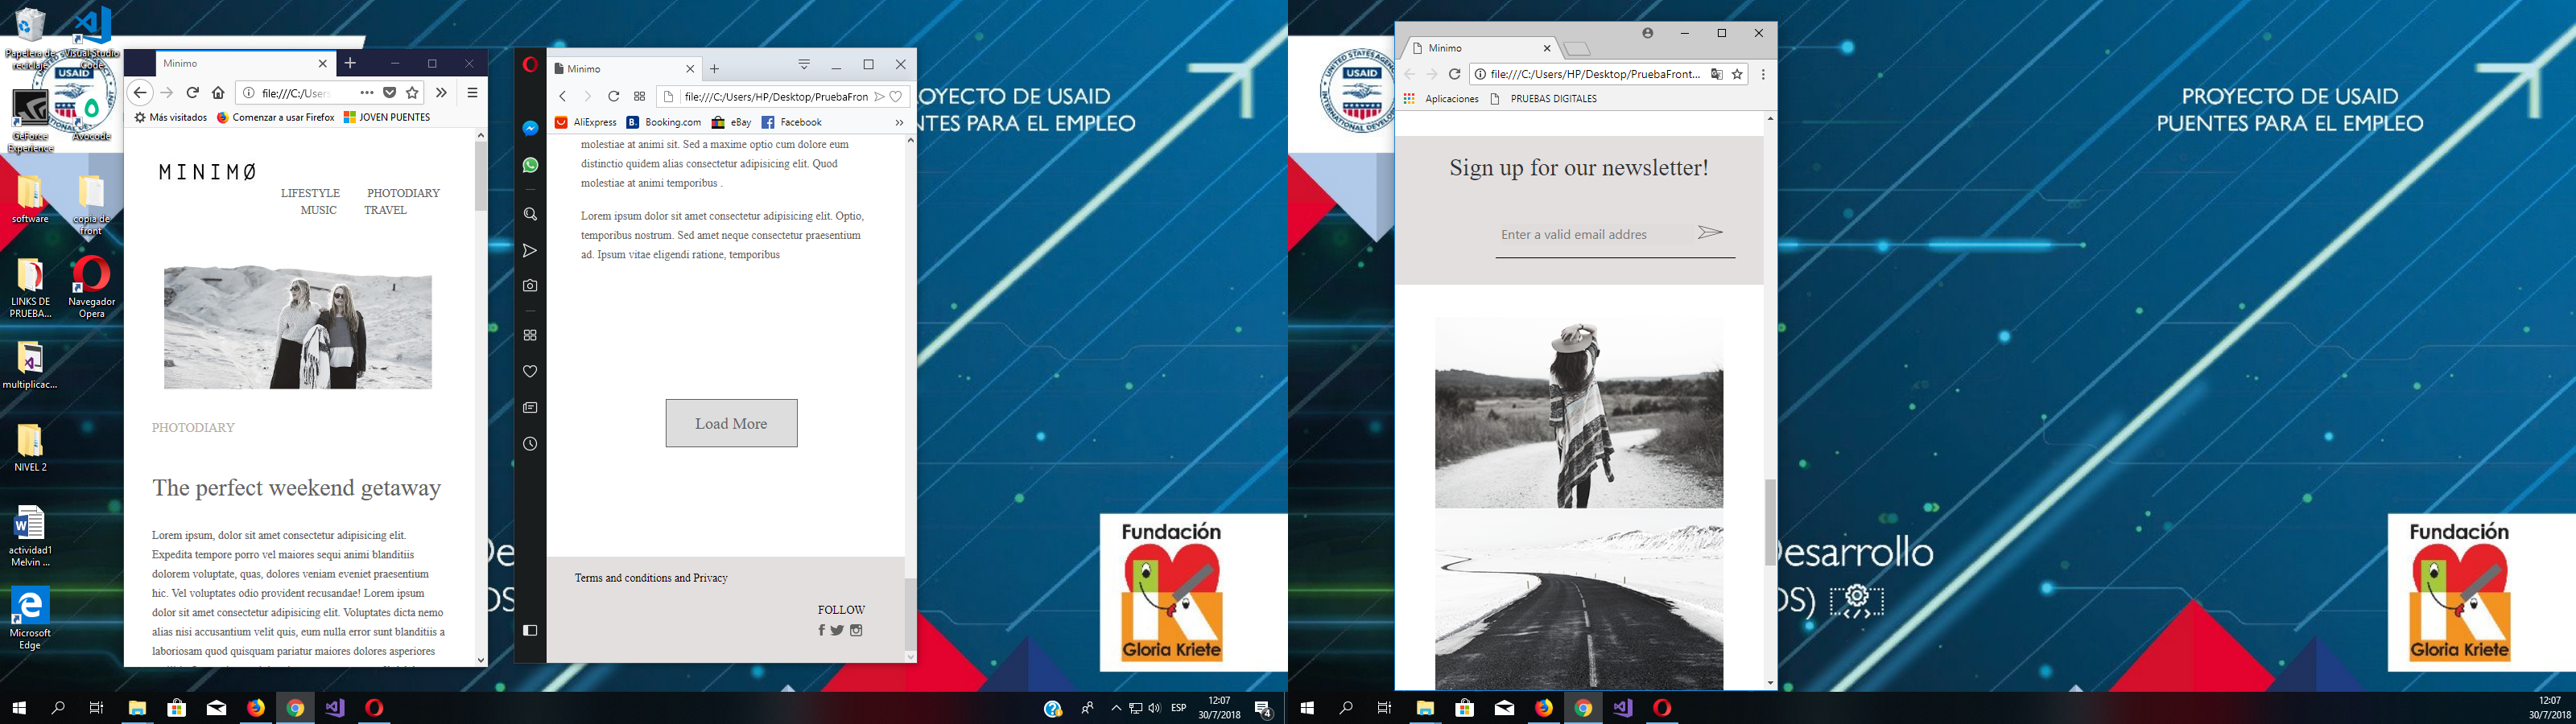 Papelera de
reciclaje
Visual Studio
Code
USAID
GeForce
Experience
Avocode
software
copia de
front
LINKS DE
PRUEBA...
Navegador
Opera
multiplicac...
NIVEL 2
actividad1
Melvin ...
Microsoft
Edge
Minimo
file:///C:/Users
Más visitados
Comenzar a usar Firefox
JOVEN PUENTES
MINIMØ
LIFESTYLE PHOTODIARY
MUSIC TRAVEL
PHOTODIARY
The perfect weekend getaway
Lorem ipsum, dolor sit amet consectetur adipisicing elit.
Expedita tempore porro vel maiores sequi animi blanditiis
dolorem voluptate, quas, dolores veniam eveniet praesentium
hic. Vel voluptates odio provident recusandae! Lorem ipsum
dolor sit amet consectetur adipisicing elit. Voluptates dicta nemo
alias nisi accusantium velit quis, eum nulla error sunt blanditiis a
laboriosam quod quisquam pariatur maiores dolores asperiores
Minimo
file:///C:/Users/HP/Desktop/PruebaFron
AliExpress
Booking.com
eBay
Facebook
molestiae at animi sit. Sed a maxime optio cum dolore eum
distinctio quidem alias consectetur adipisicing elit. Quod
molestiae at animi temporibus .
Lorem ipsum dolor sit amet consectetur adipisicing elit. Optio,
temporibus nostrum. Sed amet neque consectetur praesentium
ad. Ipsum vitae eligendi ratione, temporibus
Load More
Terms and conditions and Privacy
FOLLOW
OYECTO DE USAID
NTES PARA EL EMPLEO
Fundación
Gloria Kriete
ESP
12:07
30/7/2018
4
UNITED STATES AGENCY
USAID
INTERNATIONAL DEVELOPMENT
Minimo
file:///C:/Users/HP/Desktop/PruebaFront...
Aplicaciones
PRUEBAS DIGITALES
Sign up for our newsletter!
Enter a valid email addres
PROYECTO DE USAID
PUENTES PARA EL EMPLEO
Desarrollo
OS)
Fundación
Gloria Kriete
12:07
30/7/2018